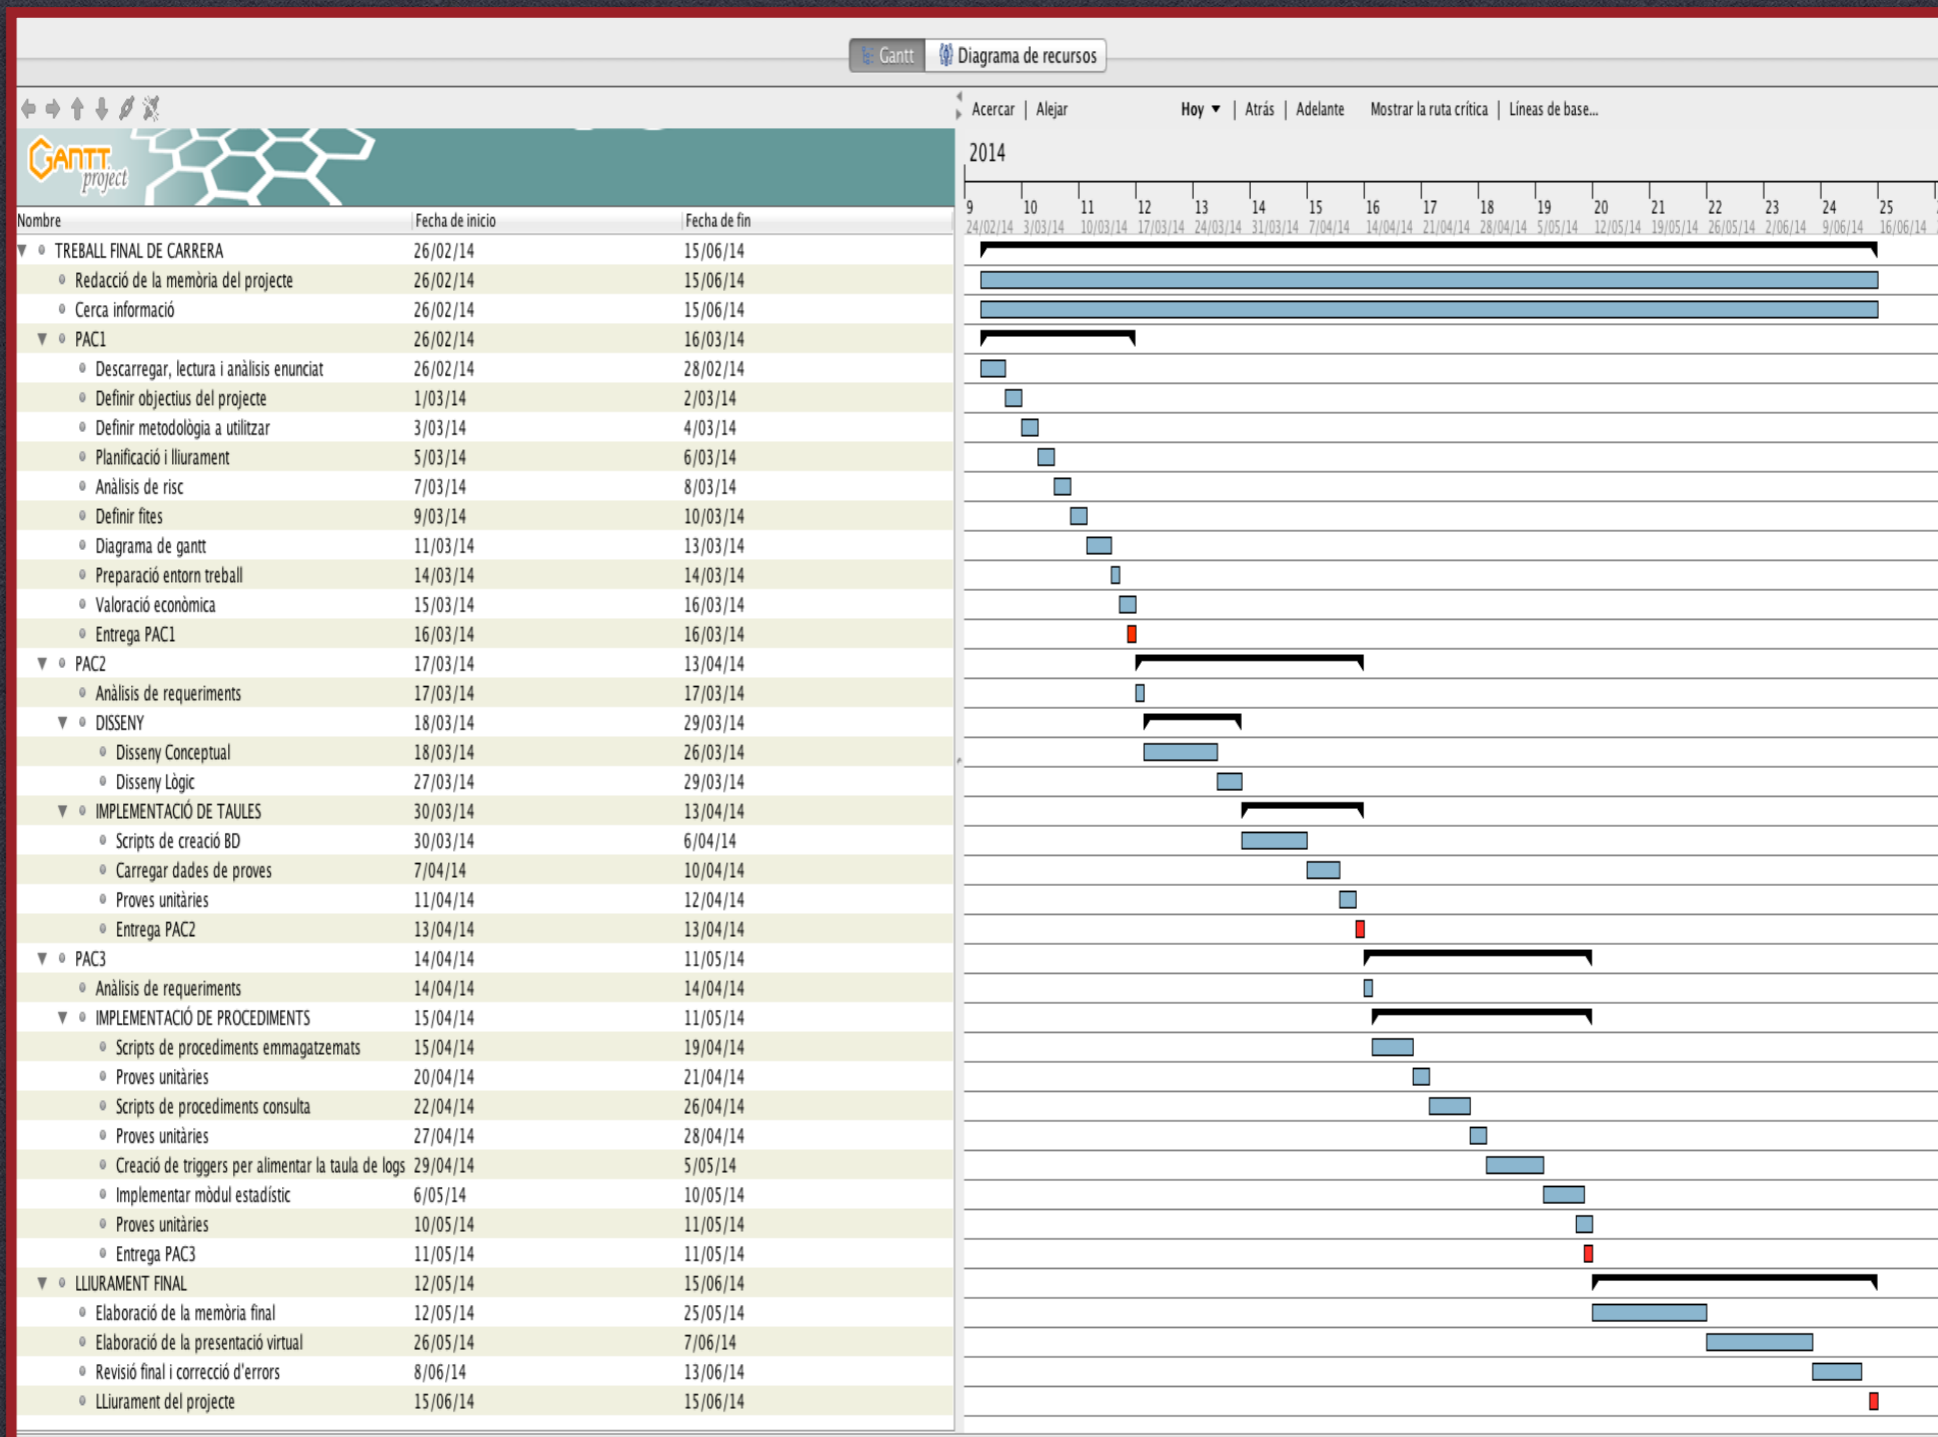 Gantt Diagrama de recursos
Acercar | Alejar Hoy ▼ | Atrás | Adelante Mostrar la ruta crítica | Líneas de base...
GANTT
project
2014
9 10 11 12 13 14 15 16 17 18 19 20 21 22 23 24 25
24/02/14 3/03/14 10/03/14 17/03/14 24/03/14 31/03/14 7/04/14 14/04/14 21/04/14 28/04/14 5/05/14 12/05/14 19/05/14 26/05/14 2/06/14 9/06/14 16/06/14
Nombre Fecha de inicio Fecha de fin
TREBALL FINAL DE CARRERA 26/02/14 15/06/14
Redacció de la memòria del projecte 26/02/14 15/06/14
Cerca informació 26/02/14 15/06/14
PAC1 26/02/14 16/03/14
Descarregar, lectura i anàlisis enunciat 26/02/14 28/02/14
Definir objectius del projecte 1/03/14 2/03/14
Definir metodològia a utilitzar 3/03/14 4/03/14
Planificació i lliurament 5/03/14 6/03/14
Anàlisis de risc 7/03/14 8/03/14
Definir fites 9/03/14 10/03/14
Diagrama de gantt 11/03/14 13/03/14
Preparació entorn treball 14/03/14 14/03/14
Valoració econòmica 15/03/14 16/03/14
Entrega PAC1 16/03/14 16/03/14
PAC2 17/03/14 13/04/14
Anàlisis de requeriments 17/03/14 17/03/14
DISSENY 18/03/14 29/03/14
Disseny Conceptual 18/03/14 26/03/14
Disseny Lògic 27/03/14 29/03/14
IMPLEMENTACIÓ DE TAULES 30/03/14 13/04/14
Scripts de creació BD 30/03/14 6/04/14
Carregar dades de proves 7/04/14 10/04/14
Proves unitàries 11/04/14 12/04/14
Entrega PAC2 13/04/14 13/04/14
PAC3 14/04/14 11/05/14
Anàlisis de requeriments 14/04/14 14/04/14
IMPLEMENTACIÓ DE PROCEDIMENTS 15/04/14 11/05/14
Scripts de procediments emmagatzemats 15/04/14 19/04/14
Proves unitàries 20/04/14 21/04/14
Scripts de procediments consulta 22/04/14 26/04/14
Proves unitàries 27/04/14 28/04/14
Creació de triggers per alimentar la taula de logs 29/04/14 5/05/14
Implementar mòdul estadístic 6/05/14 10/05/14
Proves unitàries 10/05/14 11/05/14
Entrega PAC3 11/05/14 11/05/14
LLIURAMENT FINAL 12/05/14 15/06/14
Elaboració de la memòria final 12/05/14 25/05/14
Elaboració de la presentació virtual 26/05/14 7/06/14
Revisió final i correcció d'errors 8/06/14 13/06/14
LLiurament del projecte 15/06/14 15/06/14